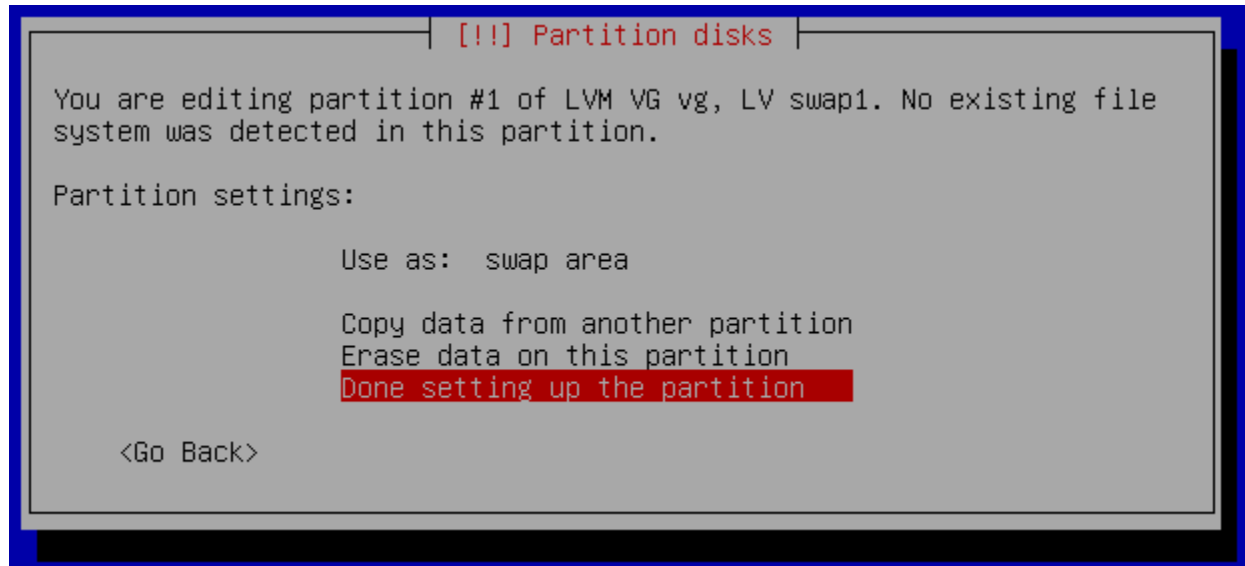 [!!] Partition disks
You are editing partition #1 of LVM VG vg, LV swap1. No existing file
system was detected in this partition.
Partition settings:
Use as:  swap area
Copy data from another partition
Erase data on this partition
Done setting up the partition
<Go Back>